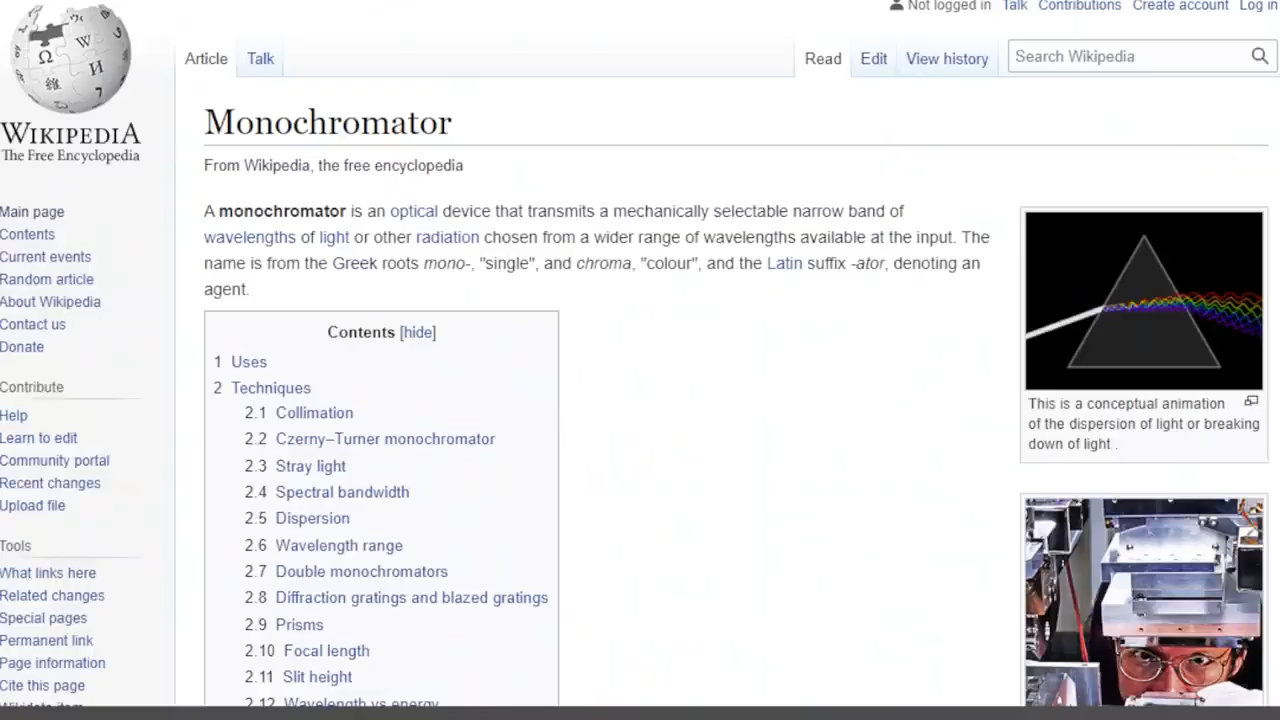 Not logged in Talk Contributions Create account Log in
Article Talk Read Edit View history Search Wikipedia
WIKIPEDIA
The Free Encyclopedia
Monochromator
From Wikipedia, the free encyclopedia
A monochromator is an optical device that transmits a mechanically selectable narrow band of
wavelengths of light or other radiation chosen from a wider range of wavelengths available at the input. The
name is from the Greek roots mono-, "single", and chroma, "colour", and the Latin suffix -ator, denoting an
agent.
Main page
Contents
Current events
Random article
About Wikipedia
Contact us
Donate
Contribute
Help
Learn to edit
Community portal
Recent changes
Upload file
Tools
What links here
Related changes
Special pages
Permanent link
Page information
Cite this page
Wikidata item
Contents [hide]
1 Uses
2 Techniques
2.1 Collimation
2.2 Czerny–Turner monochromator
2.3 Stray light
2.4 Spectral bandwidth
2.5 Dispersion
2.6 Wavelength range
2.7 Double monochromators
2.8 Diffraction gratings and blazed gratings
2.9 Prisms
2.10 Focal length
2.11 Slit height
2.12 Wavelength vs energy
This is a conceptual animation
of the dispersion of light or breaking
down of light .